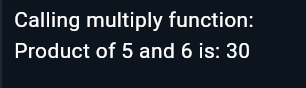 Calling multiply function:
Product of 5 and 6 is: 30